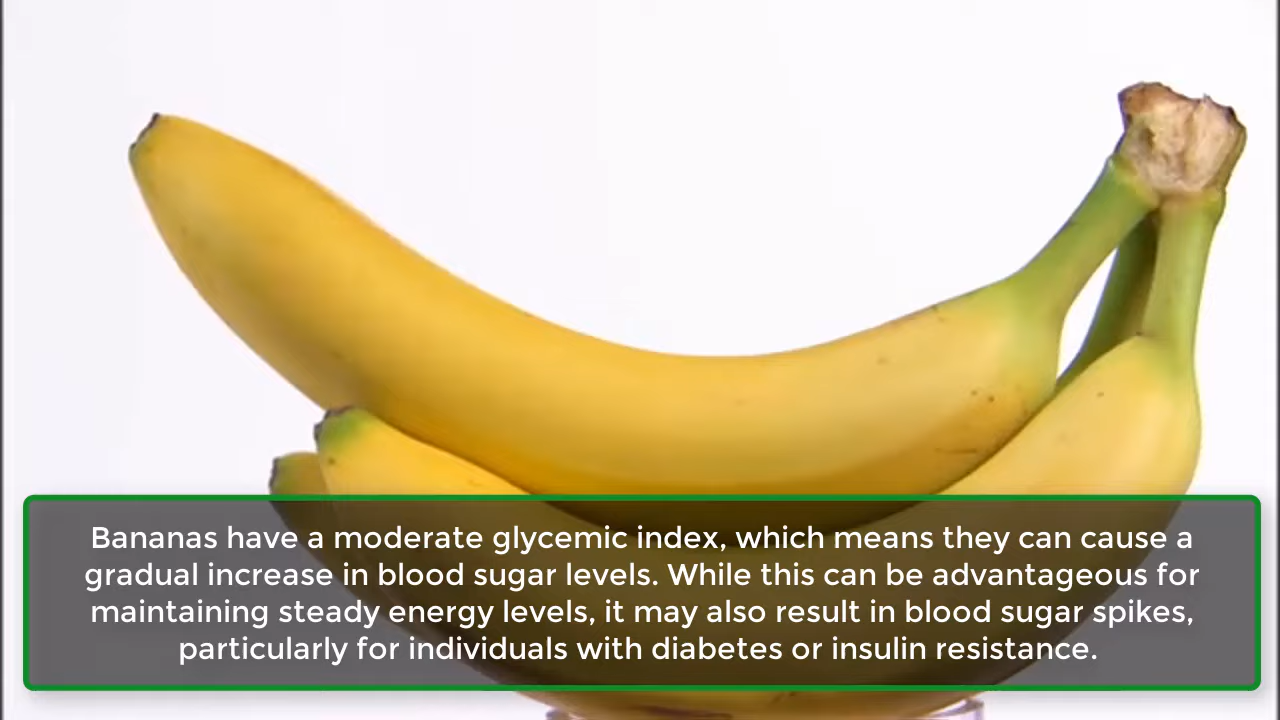 Bananas have a moderate glycemic index, which means they can cause a
gradual increase in blood sugar levels. While this can be advantageous for
maintaining steady energy levels, it may also result in blood sugar spikes,
particularly for individuals with diabetes or insulin resistance.